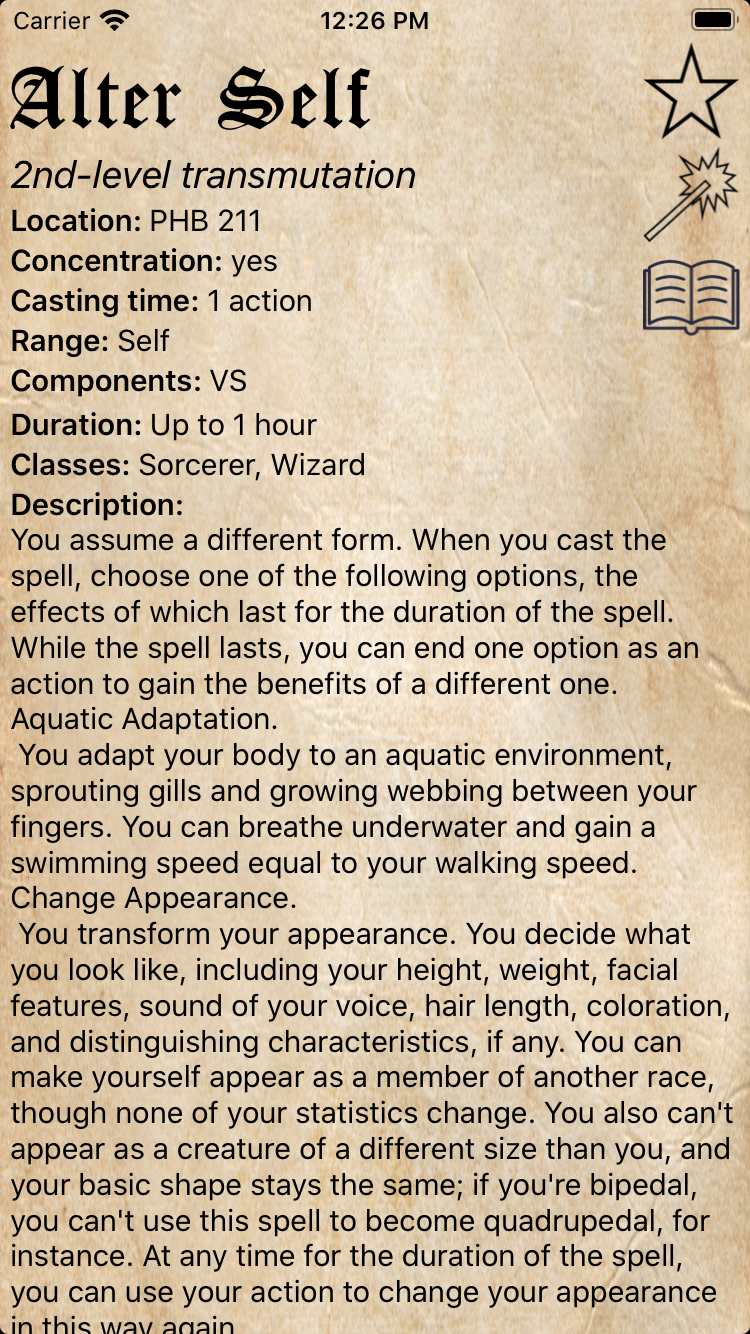 Carrier 12:26 PM
Alter Self
2nd-level transmutation
Location: PHB 211
Concentration: yes
Casting time: 1 action
Range: Self
Components: VS
Duration: Up to 1 hour
Classes: Sorcerer, Wizard
Description:
You assume a different form. When you cast the
spell, choose one of the following options, the
effects of which last for the duration of the spell.
While the spell lasts, you can end one option as an
action to gain the benefits of a different one.
Aquatic Adaptation.
You adapt your body to an aquatic environment,
sprouting gills and growing webbing between your
fingers. You can breathe underwater and gain a
swimming speed equal to your walking speed.
Change Appearance.
You transform your appearance. You decide what
you look like, including your height, weight, facial
features, sound of your voice, hair length, coloration,
and distinguishing characteristics, if any. You can
make yourself appear as a member of another race,
though none of your statistics change. You also can't
appear as a creature of a different size than you, and
your basic shape stays the same; if you're bipedal,
you can't use this spell to become quadrupedal, for
instance. At any time for the duration of the spell,
you can use your action to change your appearance
in this way again